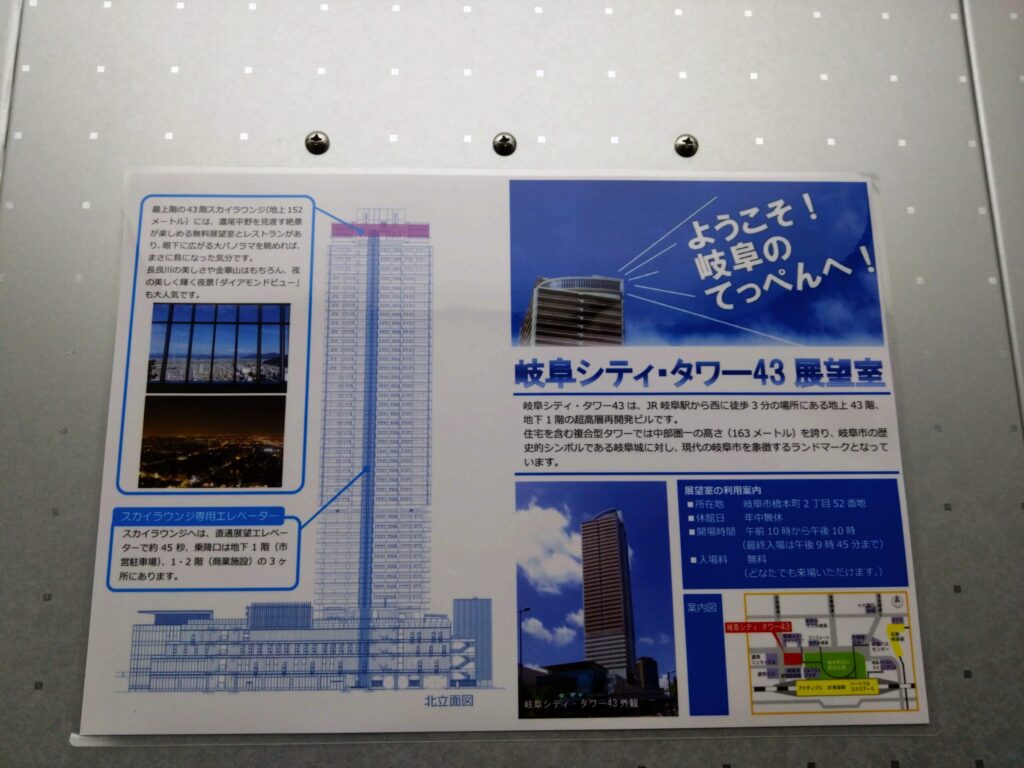 最上階の43階スカイラウンジ(地上152
メートル)には、濃尾平野を見渡す絶景
が楽しめる無料展望室とレストランがあ
り、眼下に広がる大パノラマを眺めれば、
まさに鳥になった気分です。
長良川の美しさや金華山はもちろん、夜
の美しく輝く夜景「ダイアモンドビュー」
も大人気です。
スカイラウンジ専用エレベーター
スカイラウンジへは、直通展望エレベー
ターで約45秒、乗降口は地下1階(市
営駐車場)、1・2階(商業施設)の3ヶ
所にあります。
北立面図
ようこそ!
岐阜の
てっぺんへ!
岐阜シティ・タワー43 展望室
岐阜シティ・タワー43は、JR岐阜駅から西に徒歩3分の場所にある地上43階、
地下1階の超高層再開発ビルです。
住宅を含む複合型タワーでは中部圏一の高さ(163メートル)を誇り、岐阜市の歴
史的シンボルである岐阜城に対し、現代の岐阜市を象徴するランドマークとなって
います。
岐阜シティ・タワー43外観
展望室の利用案内
■所在地 岐阜市橋本町2丁目52番地
■休館日 年中無休
■開場時間 午前10時から午後10時
(最終入場は午後9時45分まで)
■入場料 無料
(どなたでも来場いただけます。)
案内図
岐阜シティ・タワー43
アクティブG
JR岐阜駅